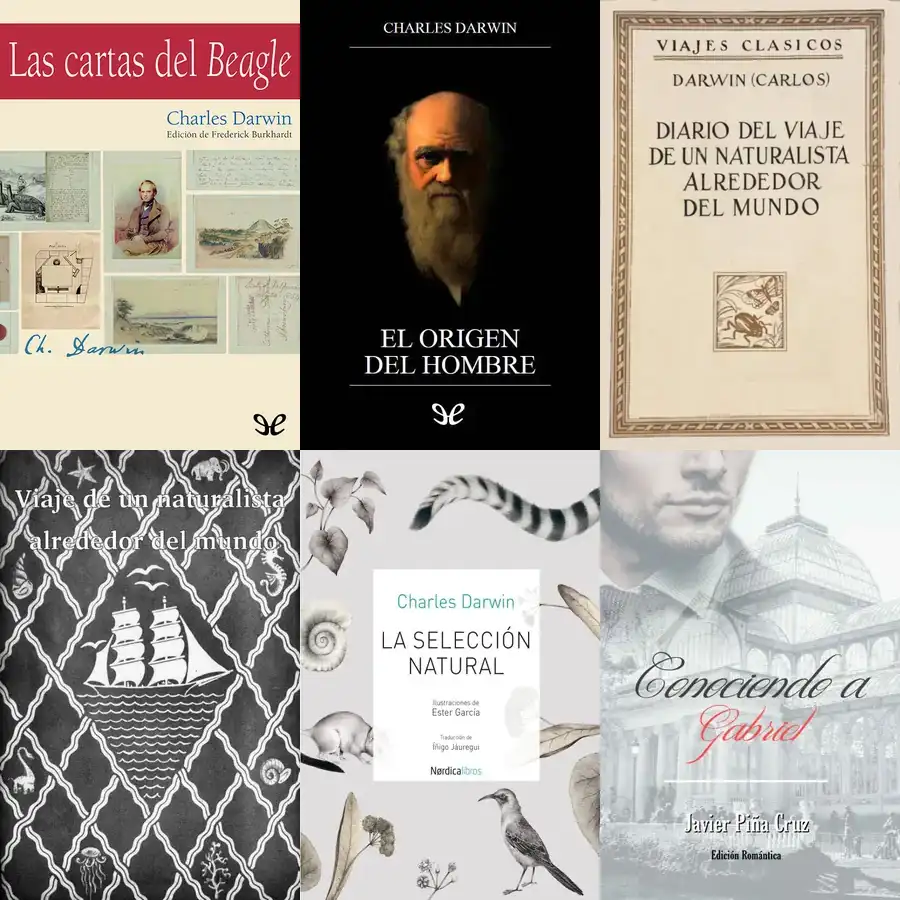 Las cartas del Beagle
Charles Darwin
Edición de Frederick Burkhardt
Ch. Darwin
CHARLES DARWIN
EL ORIGEN
DEL HOMBRE
VIAJES CLASICOS
DARWIN (CARLOS)
DIARIO DEL VIAJE
DE UN NATURALISTA
ALREDEDOR
DEL MUNDO
Viaje de un naturalista
alrededor del mundo
Charles Darwin
LA SELECCIÓN
NATURAL
Ilustraciones de
Ester García
Traducción de
Íñigo Jáuregui
Nørdicalibros
Conociendo a
Gabriel
Javier Piña Cruz
Edición Romántica